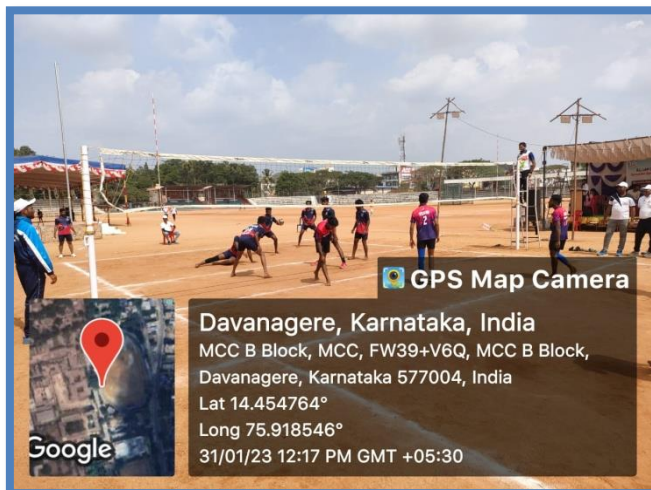 GPS Map Camera
Davanagere, Karnataka, India
MCC B Block, MCC, FW39+V6Q, MCC B Block,
Davanagere, Karnataka 577004, India
Lat 14.454764°
Long 75.918546°
31/01/23 12:17 PM GMT +05:30
Google
2